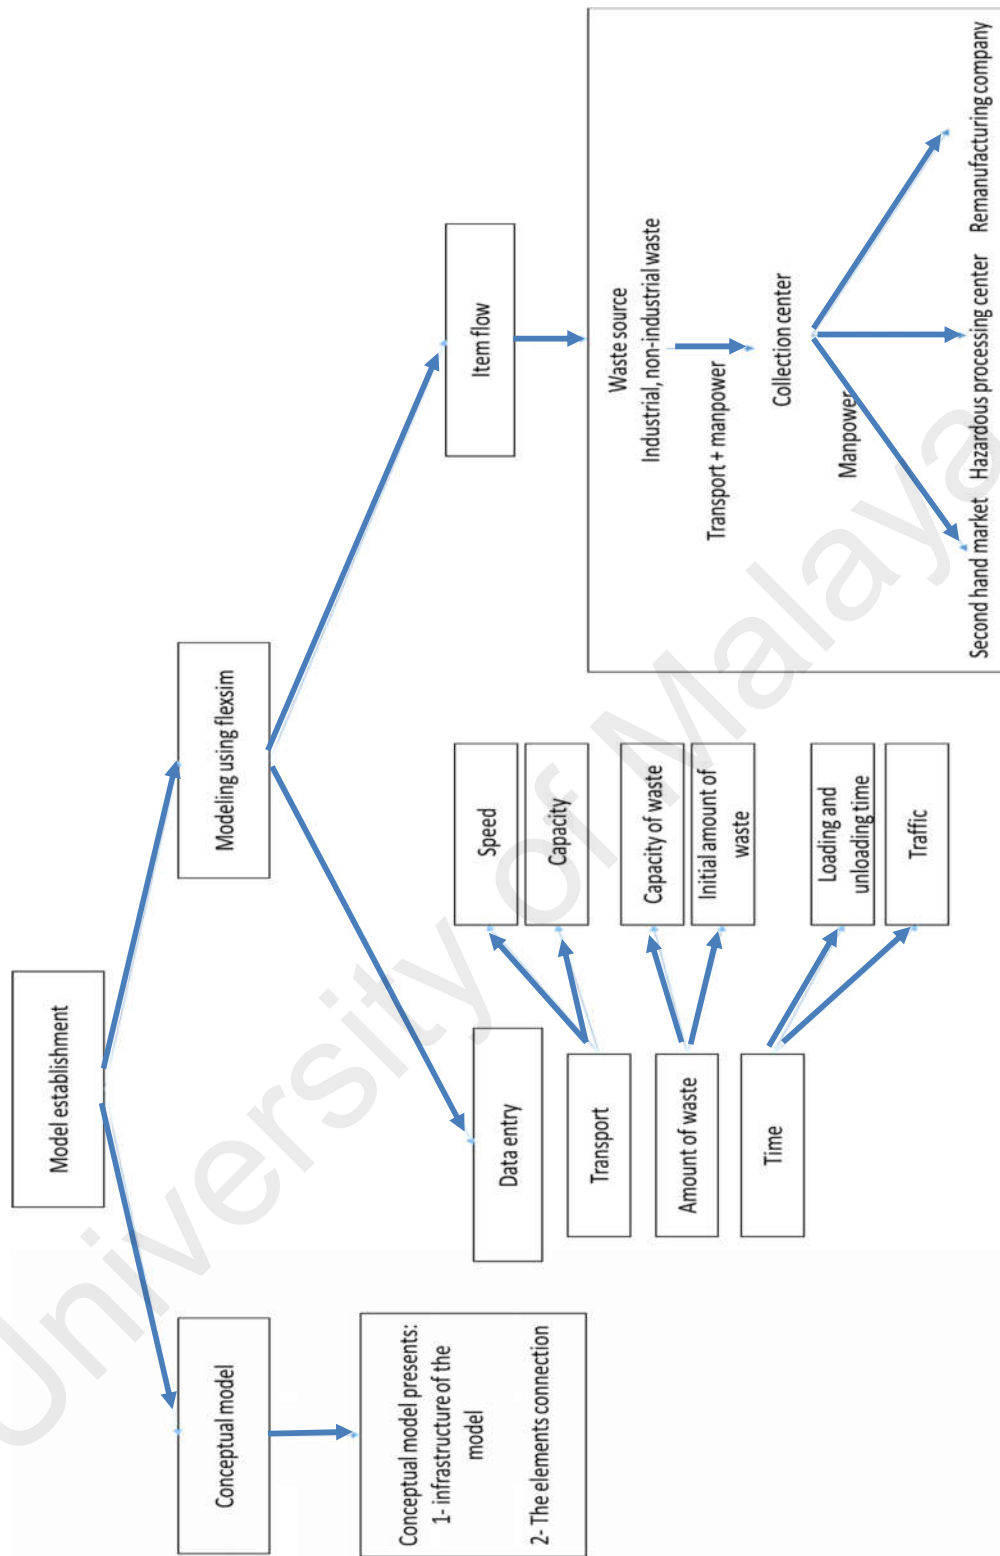 Model establishment
Conceptual model
Modeling using flexsim
Conceptual model presents:
1- infrastructure of the
model
2- The elements connection
Data entry
Item flow
Transport
Speed
Capacity
Amount of waste
Capacity of waste
Initial amount of
waste
Time
Loading and
unloading time
Traffic
Waste source
Industrial, non-industrial waste
Transport + manpower
Collection center
Manpower
Second hand market
Hazardous processing center
Remanufacturing company
University of Malaya